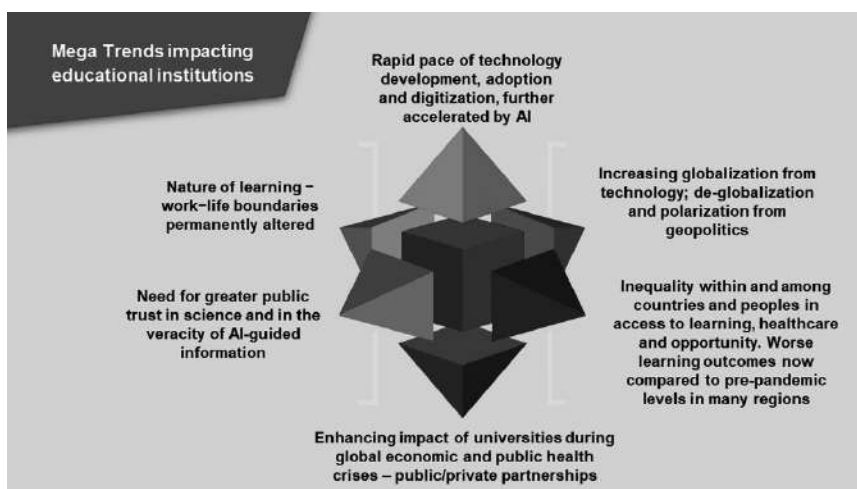 Mega Trends impacting
educational institutions
Rapid pace of technology
development, adoption
and digitization, further
accelerated by AI
Nature of learning –
work–life boundaries
permanently altered
Increasing globalization from
technology; de-globalization
and polarization from
geopolitics
Need for greater public
trust in science and in the
veracity of AI-guided
information
Inequality within and among
countries and peoples in
access to learning, healthcare
and opportunity. Worse
learning outcomes now
compared to pre-pandemic
levels in many regions
Enhancing impact of universities during
global economic and public health
crises – public/private partnerships